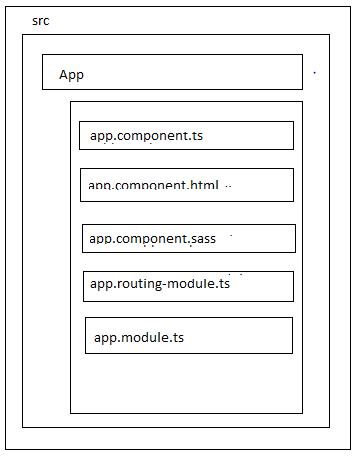 src
App
app.component.ts
app.component.html
app.component.sass
app.routing-module.ts
app.module.ts